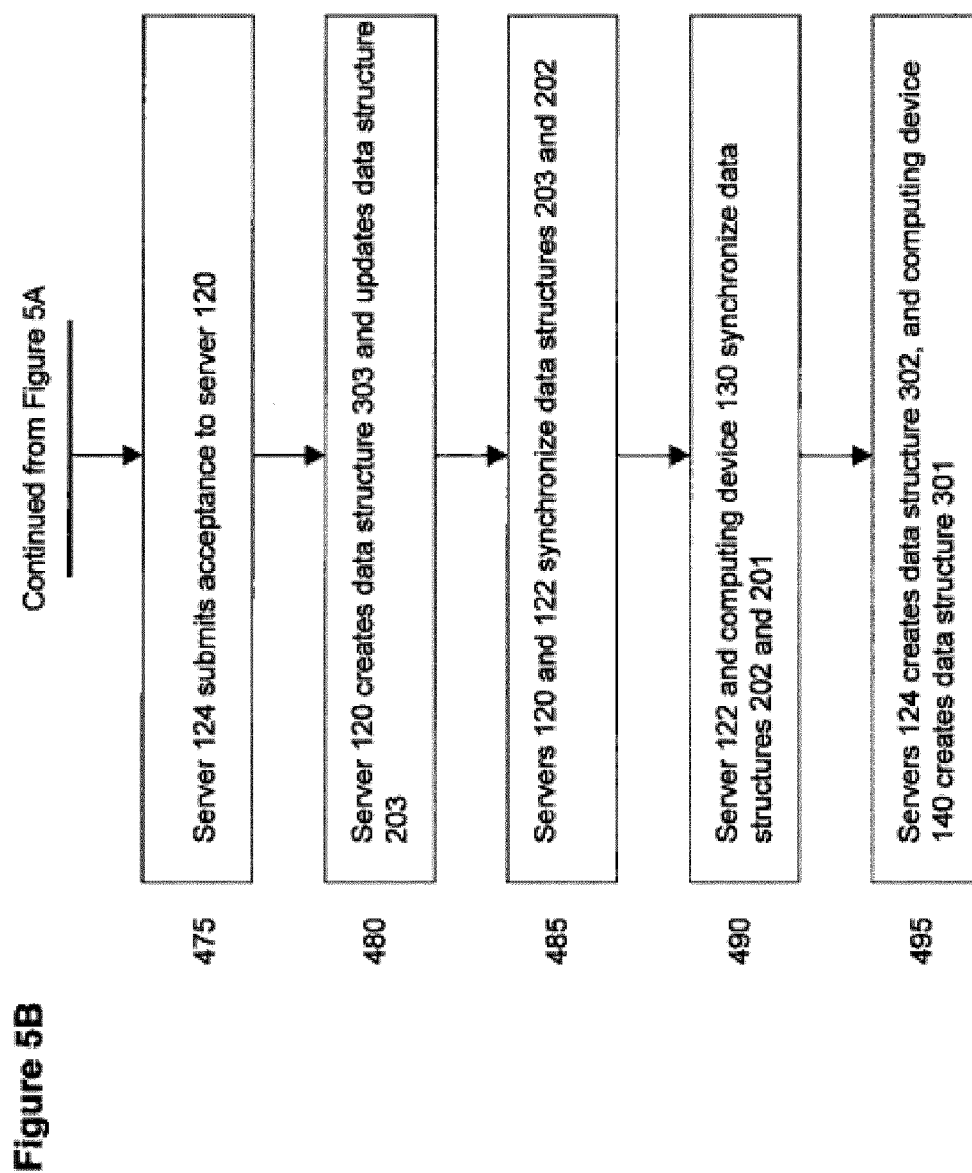 Figure 5B
Continued from Figure 5A
475
Server 124 submits acceptance to server 120
480
Server 120 creates data structure 303 and updates data structure
203
485
Servers 120 and 122 synchronize data structures 203 and 202
490
Server 122 and computing device 130 synchronize data
structures 202 and 201
495
Servers 124 creates data structure 302, and computing device
140 creates data structure 301